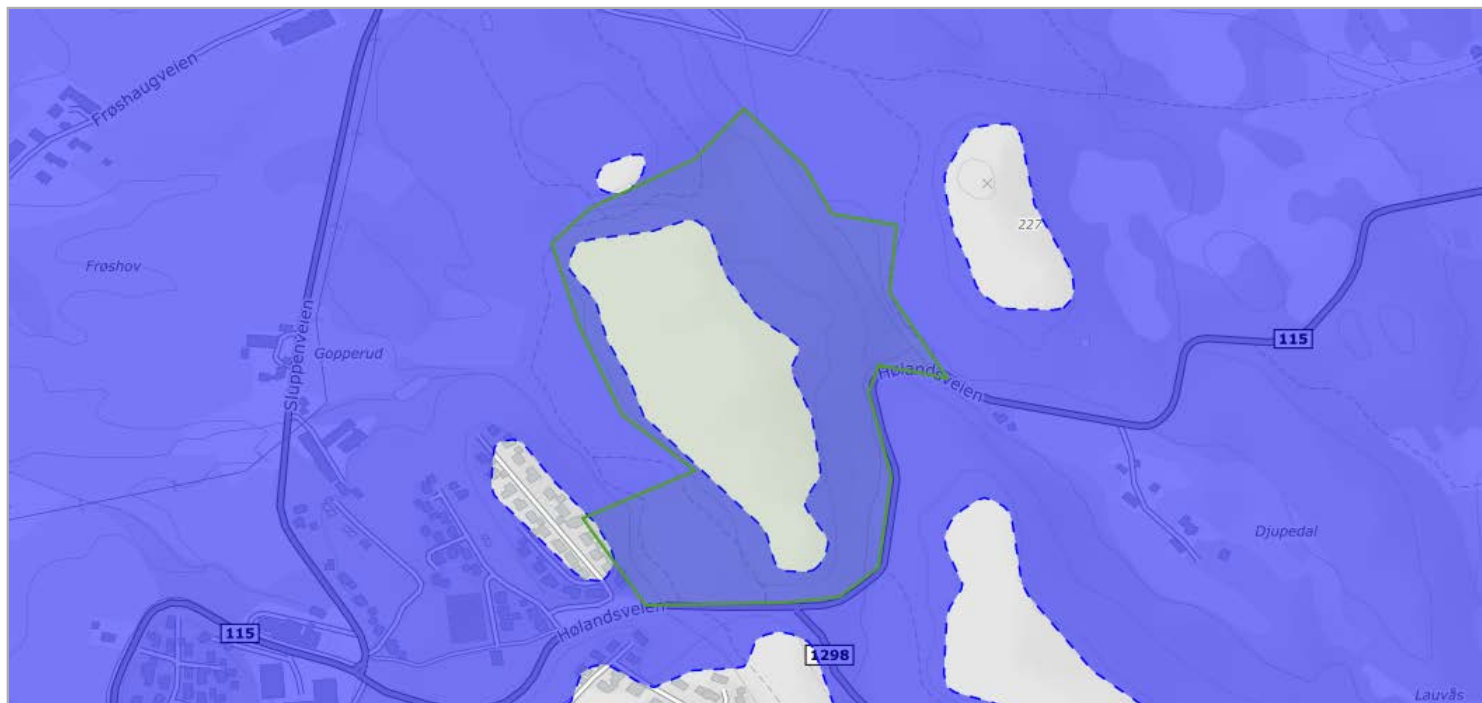 Frøshaugveien
227
Frøshov
Sluppenveien
Gopperud
115
Hølandsveien
Djupedal
Hølandsveien
115
1298
Lauvås